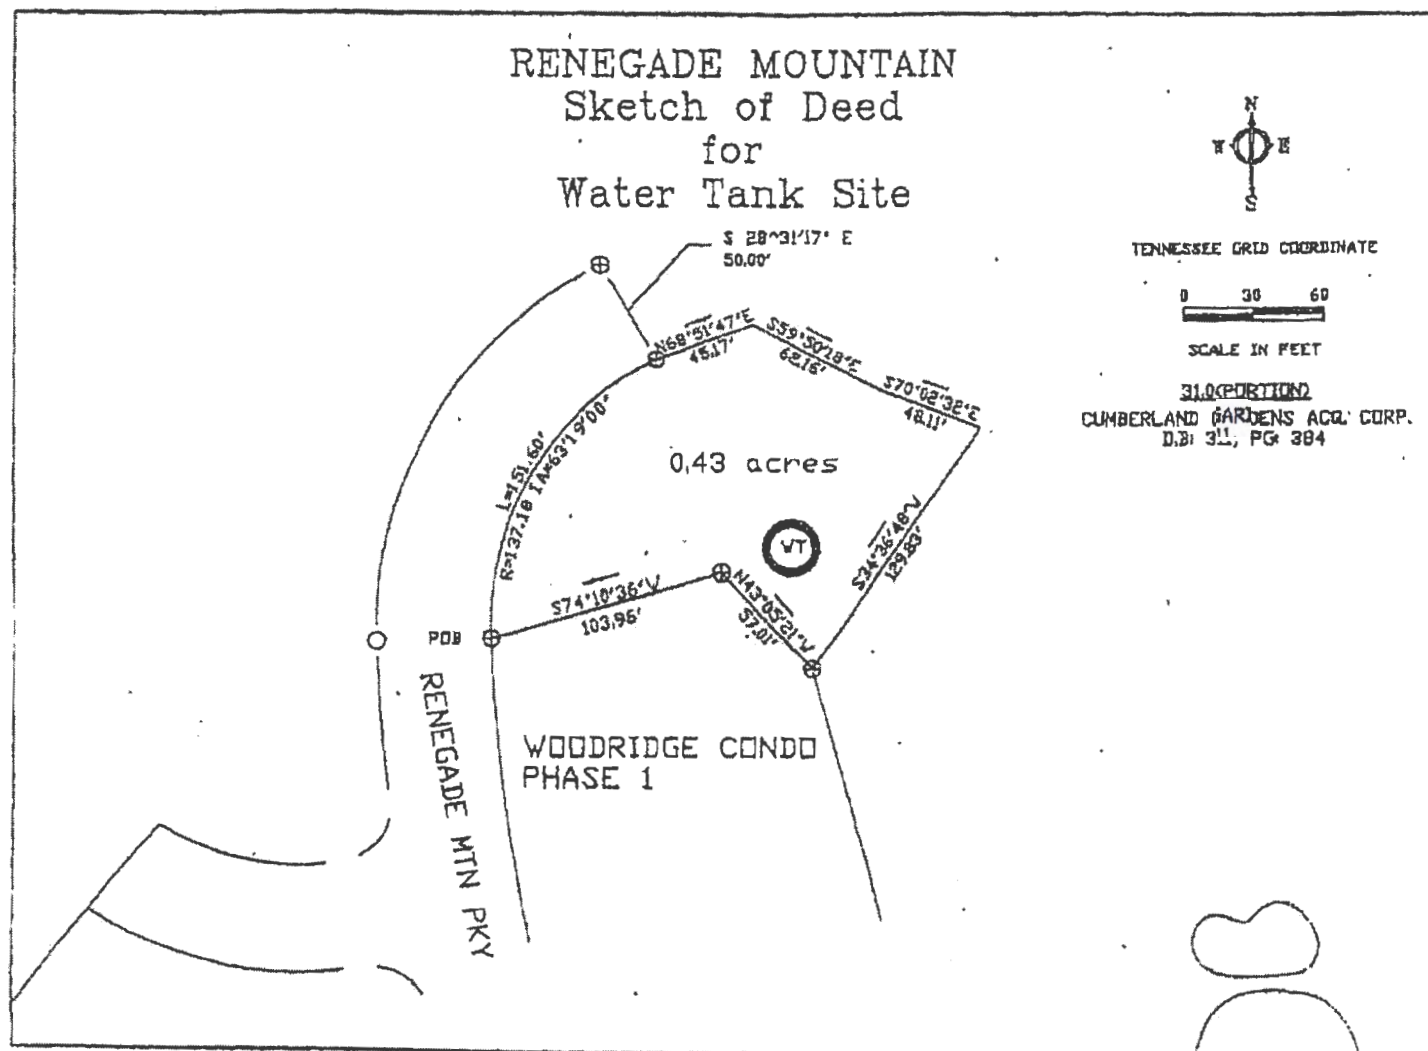 RENEGADE MOUNTAIN
Sketch of Deed
for
Water Tank Site
N
W E
S
TENNESSEE GRID COORDINATE
0 30 60
SCALE IN FEET
31.0(PORTION)
CUMBERLAND GARDENS ACQ. CORP.
D.B. PG. 384
S 28^31'17" E
50.00'
N68°51'47"E
45.17'
S59°50'18"E
62.16'
S70°02'32"E
48.11'
L=151.60'
R=137.18 IA=63°19'00"
0.43 acres
WT
S34°36'48"W
129.83'
S74°10'36"W
103.96'
N43°05'21"W
57.01'
POB
RENEGADE MTN PKY
WOODRIDGE CONDO
PHASE 1